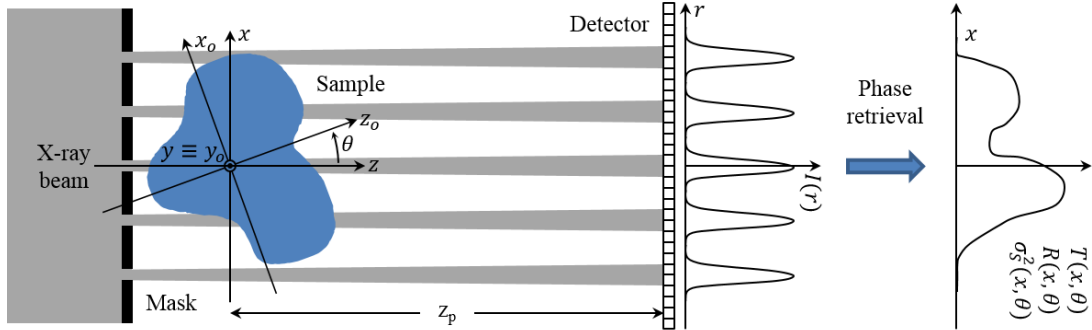 Detector
r
x
x_o
x
Sample
z_o
θ
y ≡ y_o
z
X-ray
beam
Mask
z_p
I(r)
Phase
retrieval
T(x, θ)
R(x, θ)
σ_S^2(x, θ)